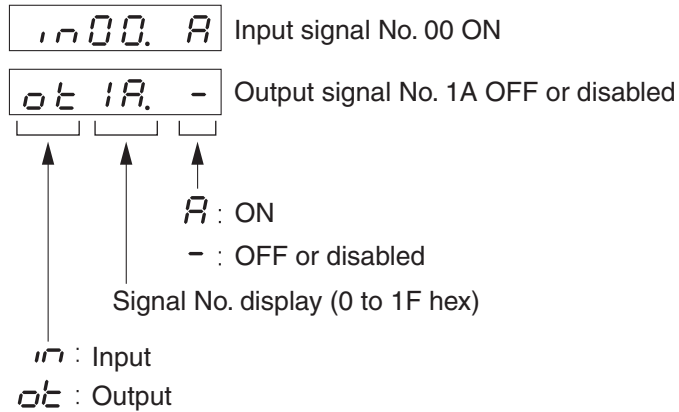 in00. A Input signal No. 00 ON
ot 1A. - Output signal No. 1A OFF or disabled
A : ON
- : OFF or disabled
Signal No. display (0 to 1F hex)
in : Input
ot : Output